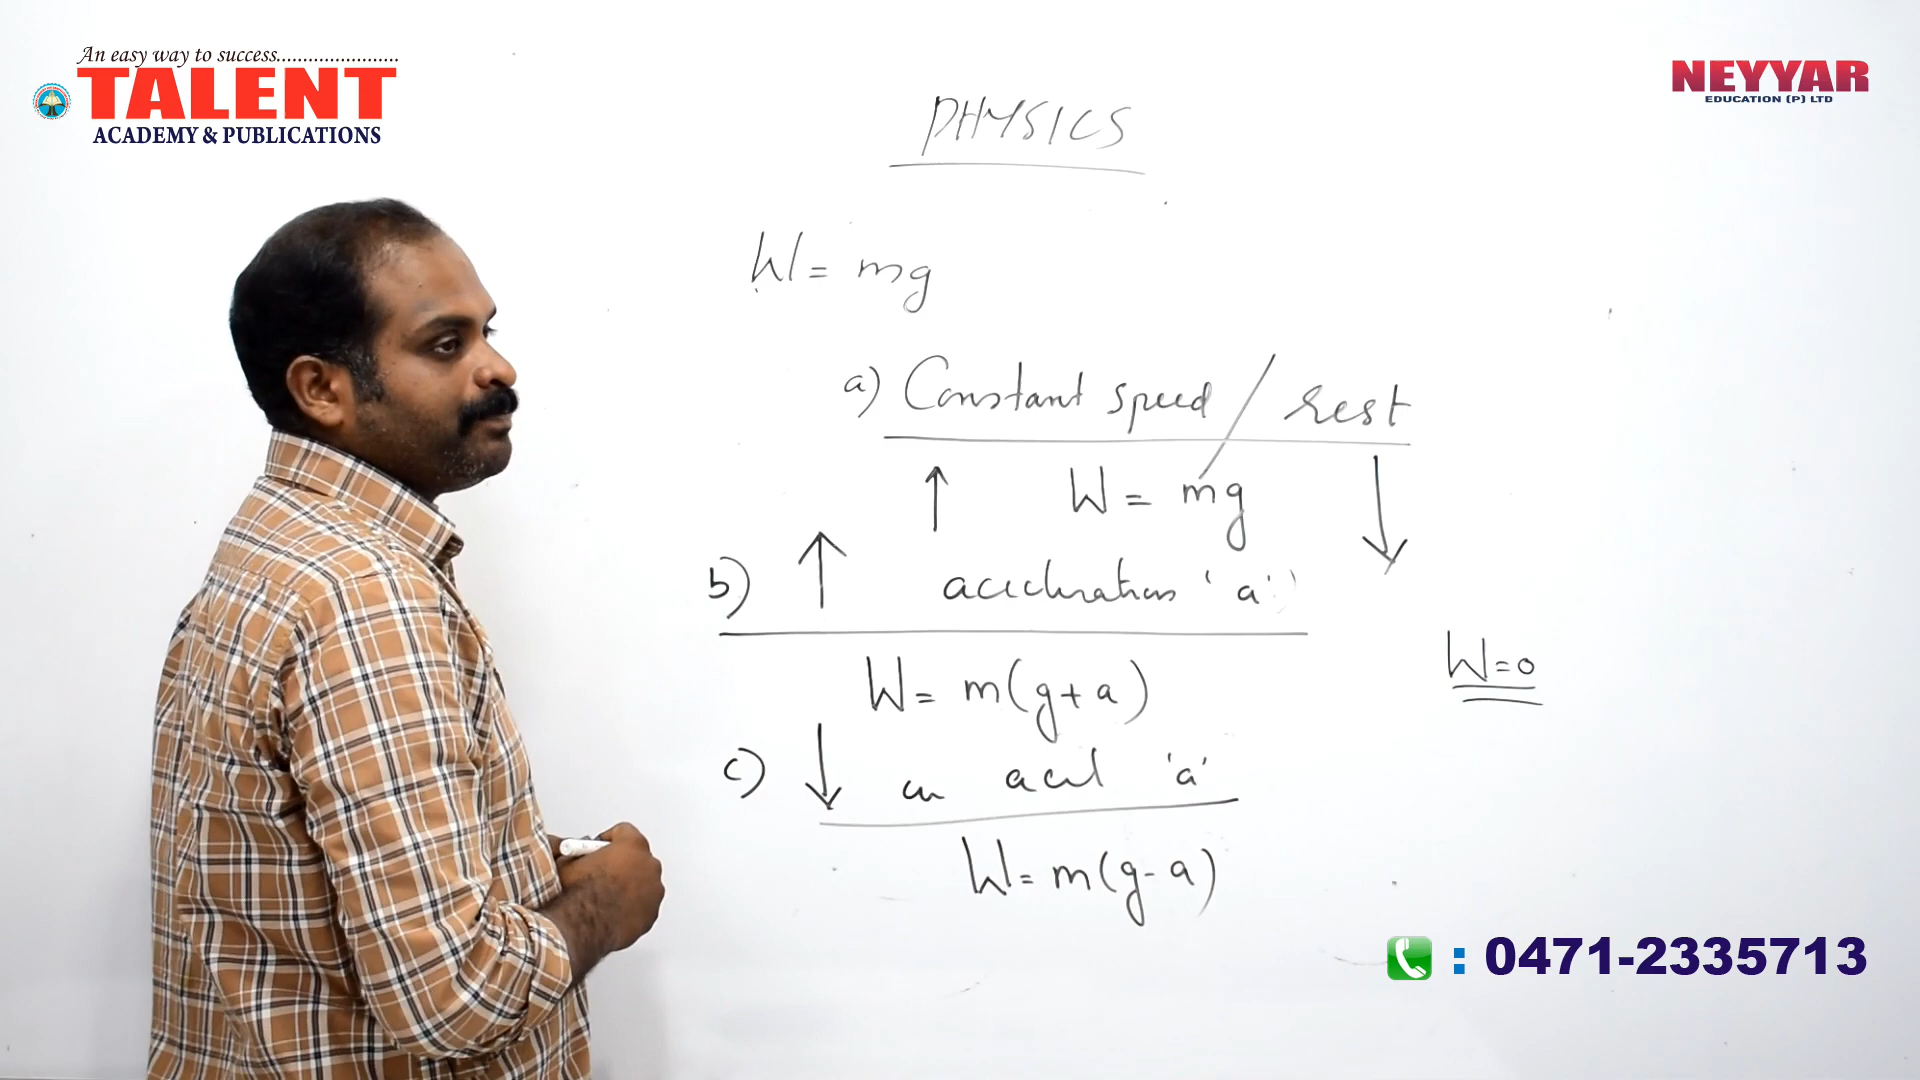 An easy way to success.......................
TALENT
ACADEMY & PUBLICATIONS
NEYYAR
EDUCATION (P) LTD
PHYSICS
W = mg
a) Constant speed / rest
↑ W = mg ↓
b) ↑ acceleration 'a'
W = m(g+a)
W=0
c) ↓ 'a'
W = m(g-a)
: 0471-2335713